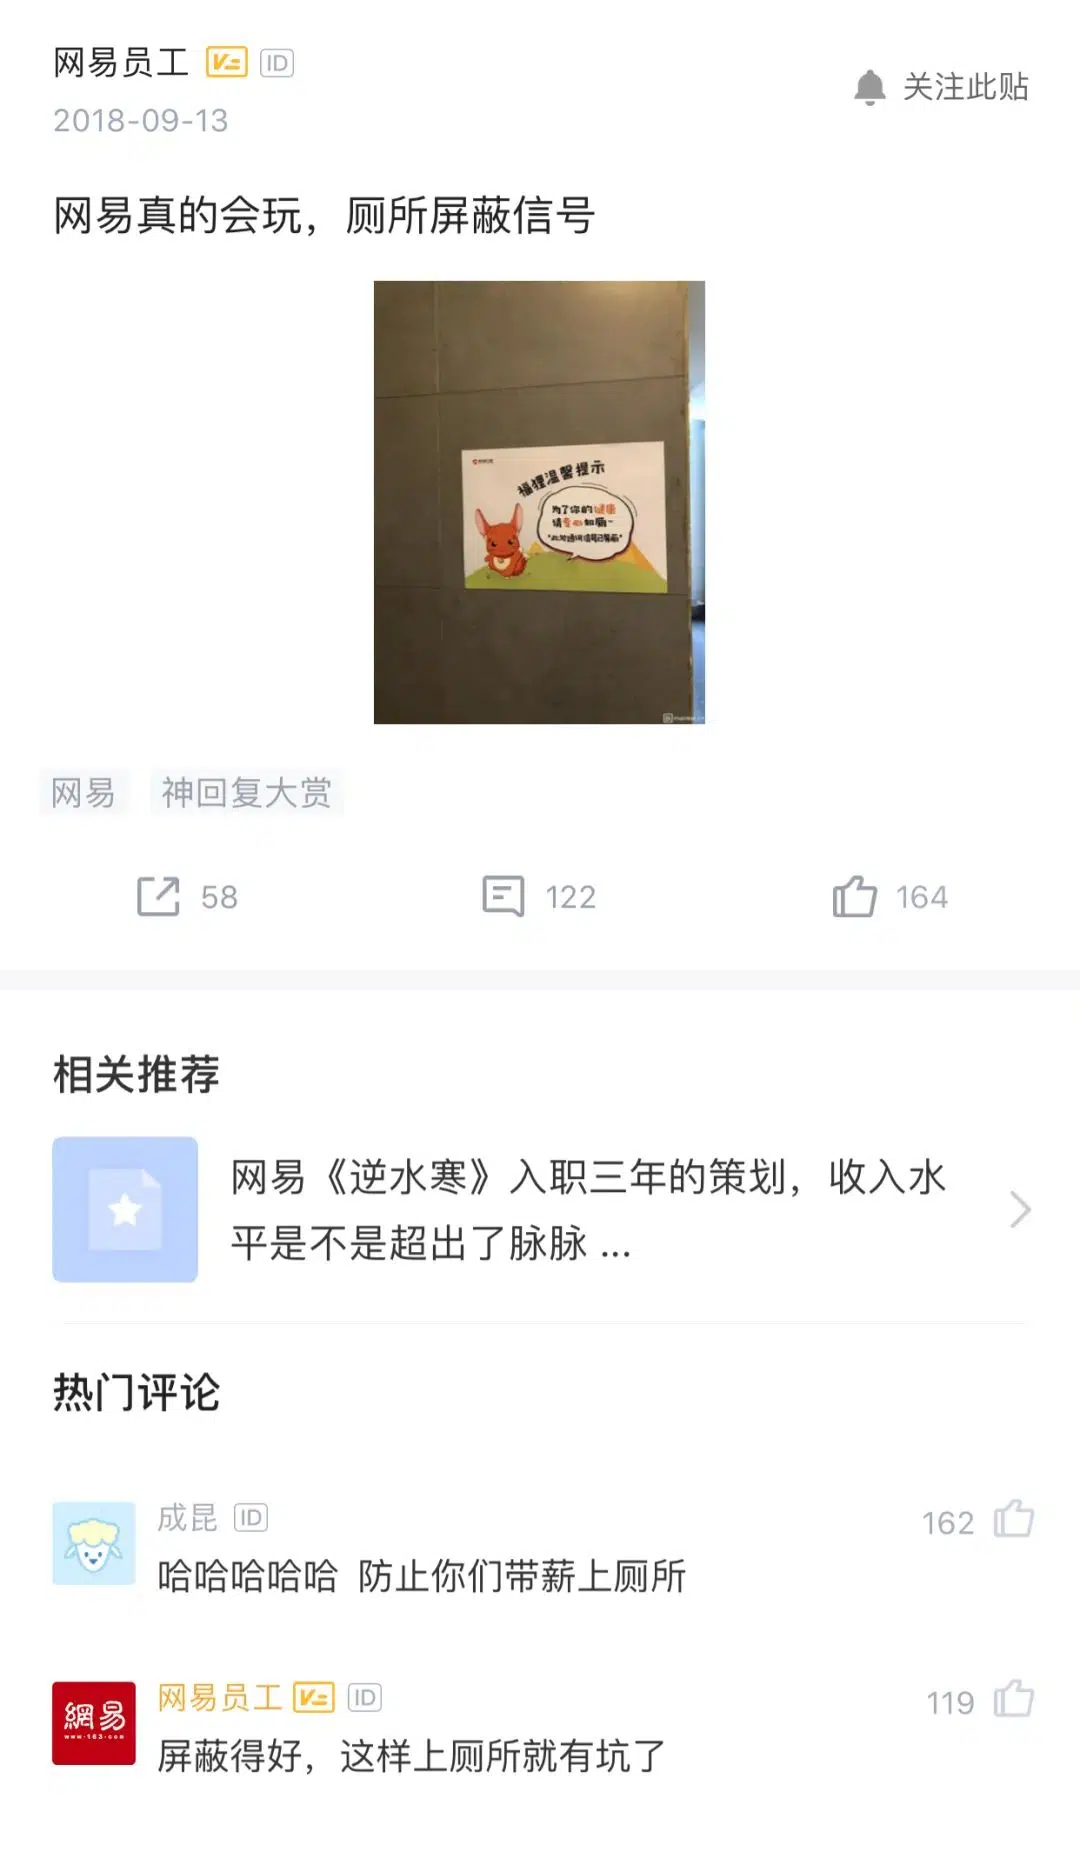 网易员工 V ID
2018-09-13
关注此贴
网易真的会玩，厕所屏蔽信号
福狸温馨提示
为了你的健康
请专心如厕~
"此处通讯信号已屏蔽"
网易 神回复大赏
58 122 164
相关推荐
网易《逆水寒》入职三年的策划，收入水
平是不是超出了脉脉 ...
热门评论
成昆 ID
162
哈哈哈哈哈 防止你们带薪上厕所
網易
www.163.com
网易员工 V ID
119
屏蔽得好，这样上厕所就有坑了